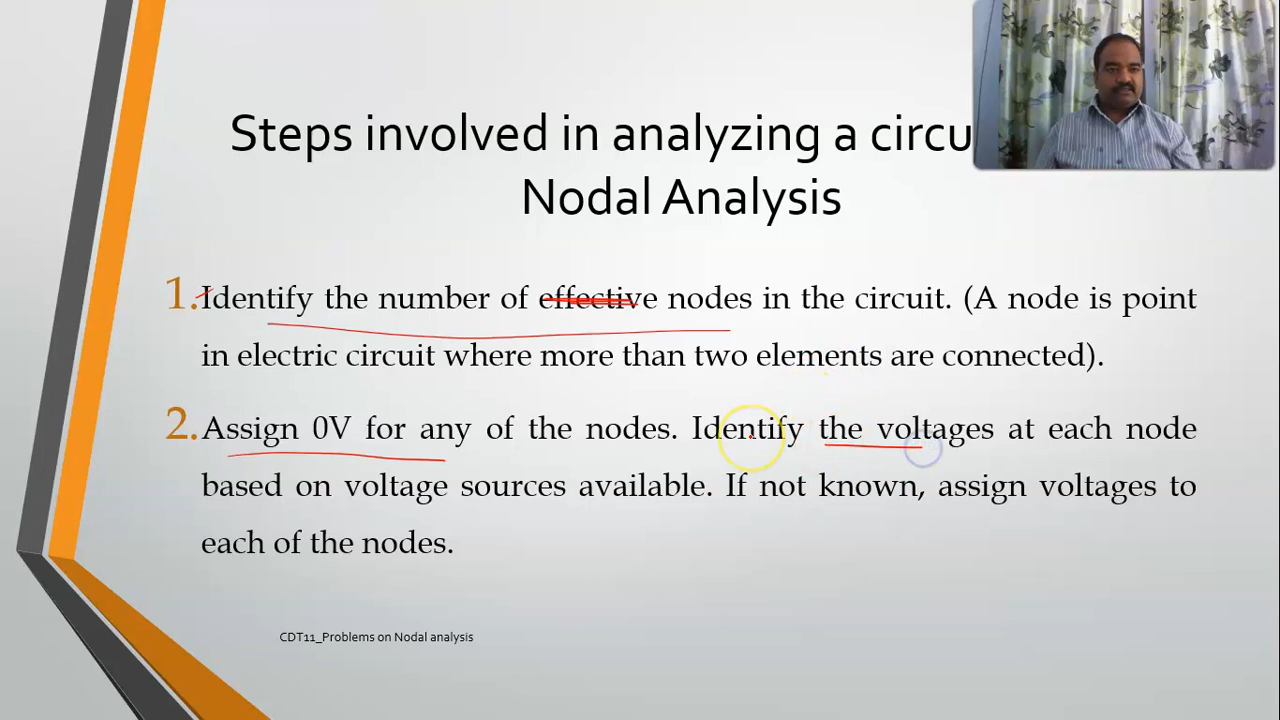 Steps involved in analyzing a circu
Nodal Analysis
1. Identify the number of effective nodes in the circuit. (A node is point
in electric circuit where more than two elements are connected).
2. Assign 0V for any of the nodes. Identify the voltages at each node
based on voltage sources available. If not known, assign voltages to
each of the nodes.
CDT11_Problems on Nodal analysis